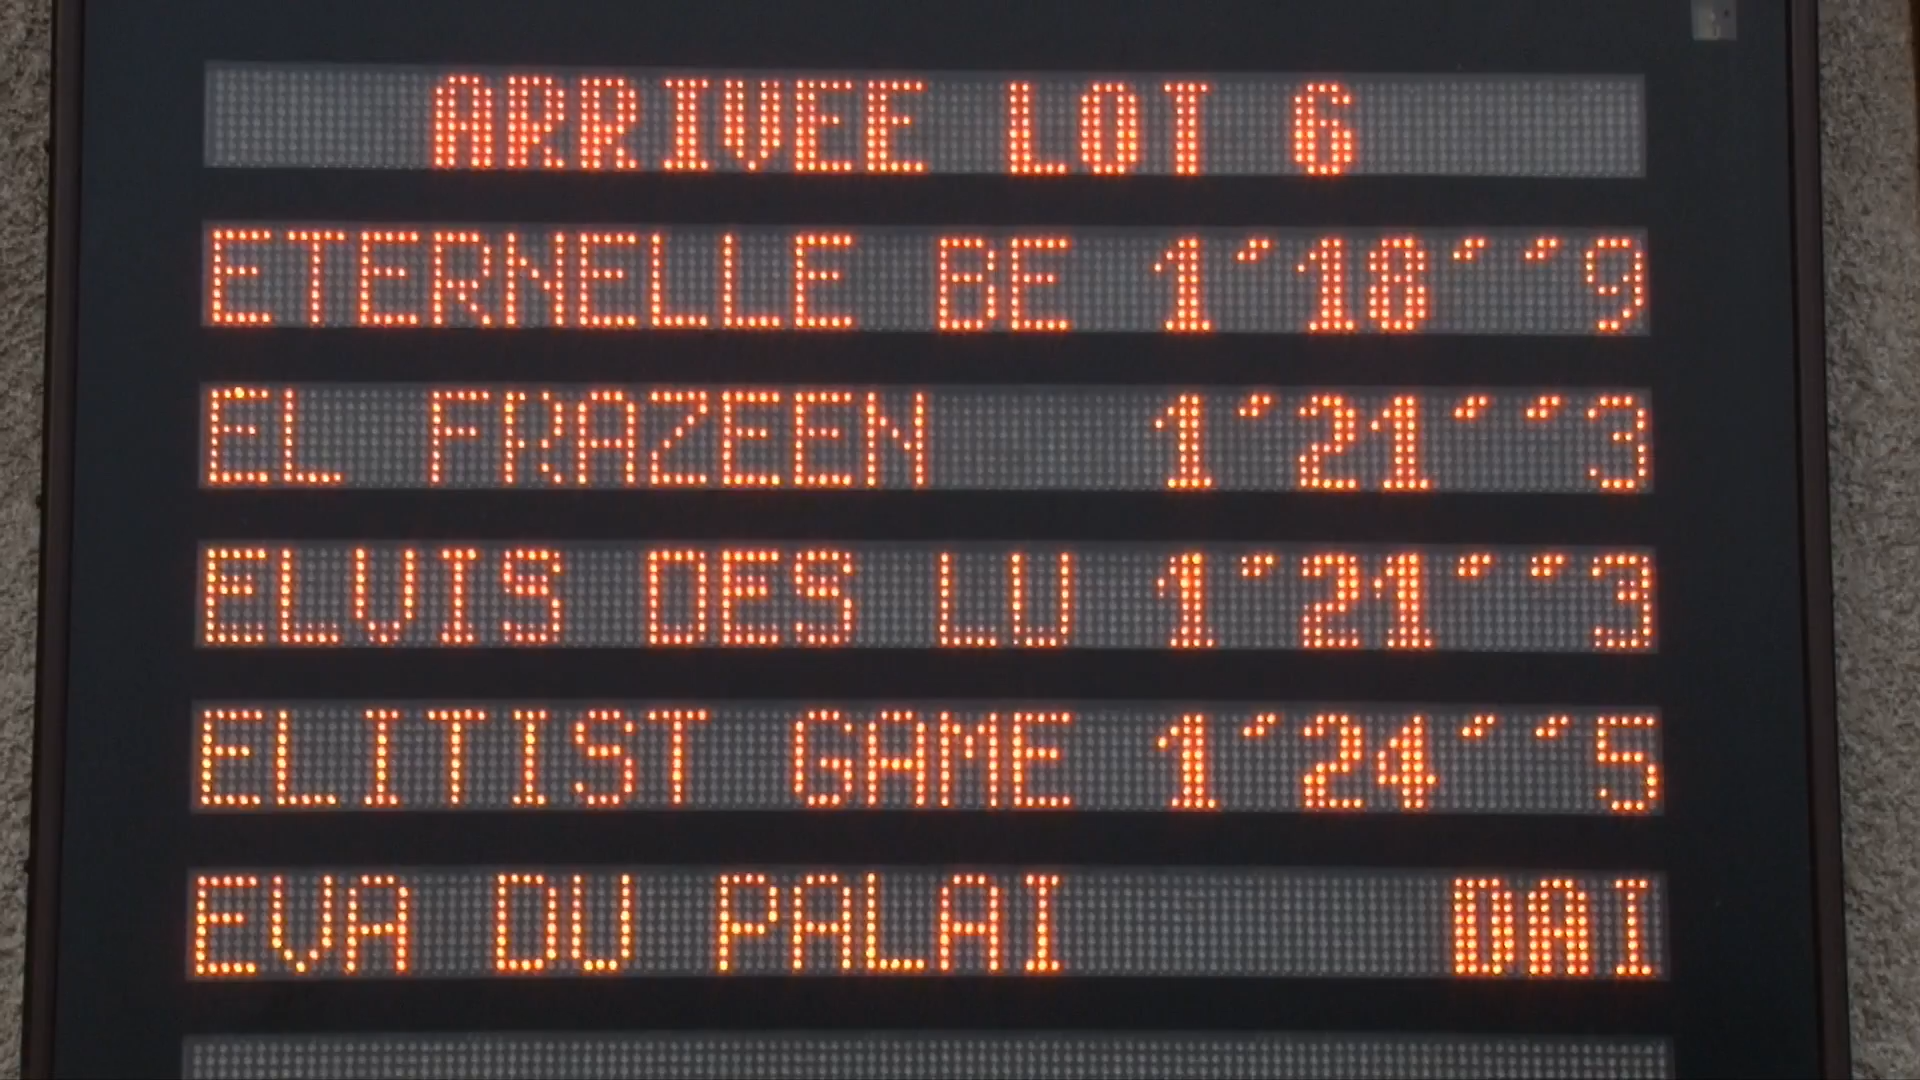 ARRIVEE LOT 6
ETERNELLE BE 1´18´´9
EL FRAZEEN 1´21´´3
ELVIS DES LU 1´21´´3
ELITIST GAME 1´24´´5
EVA DU PALAI DAI